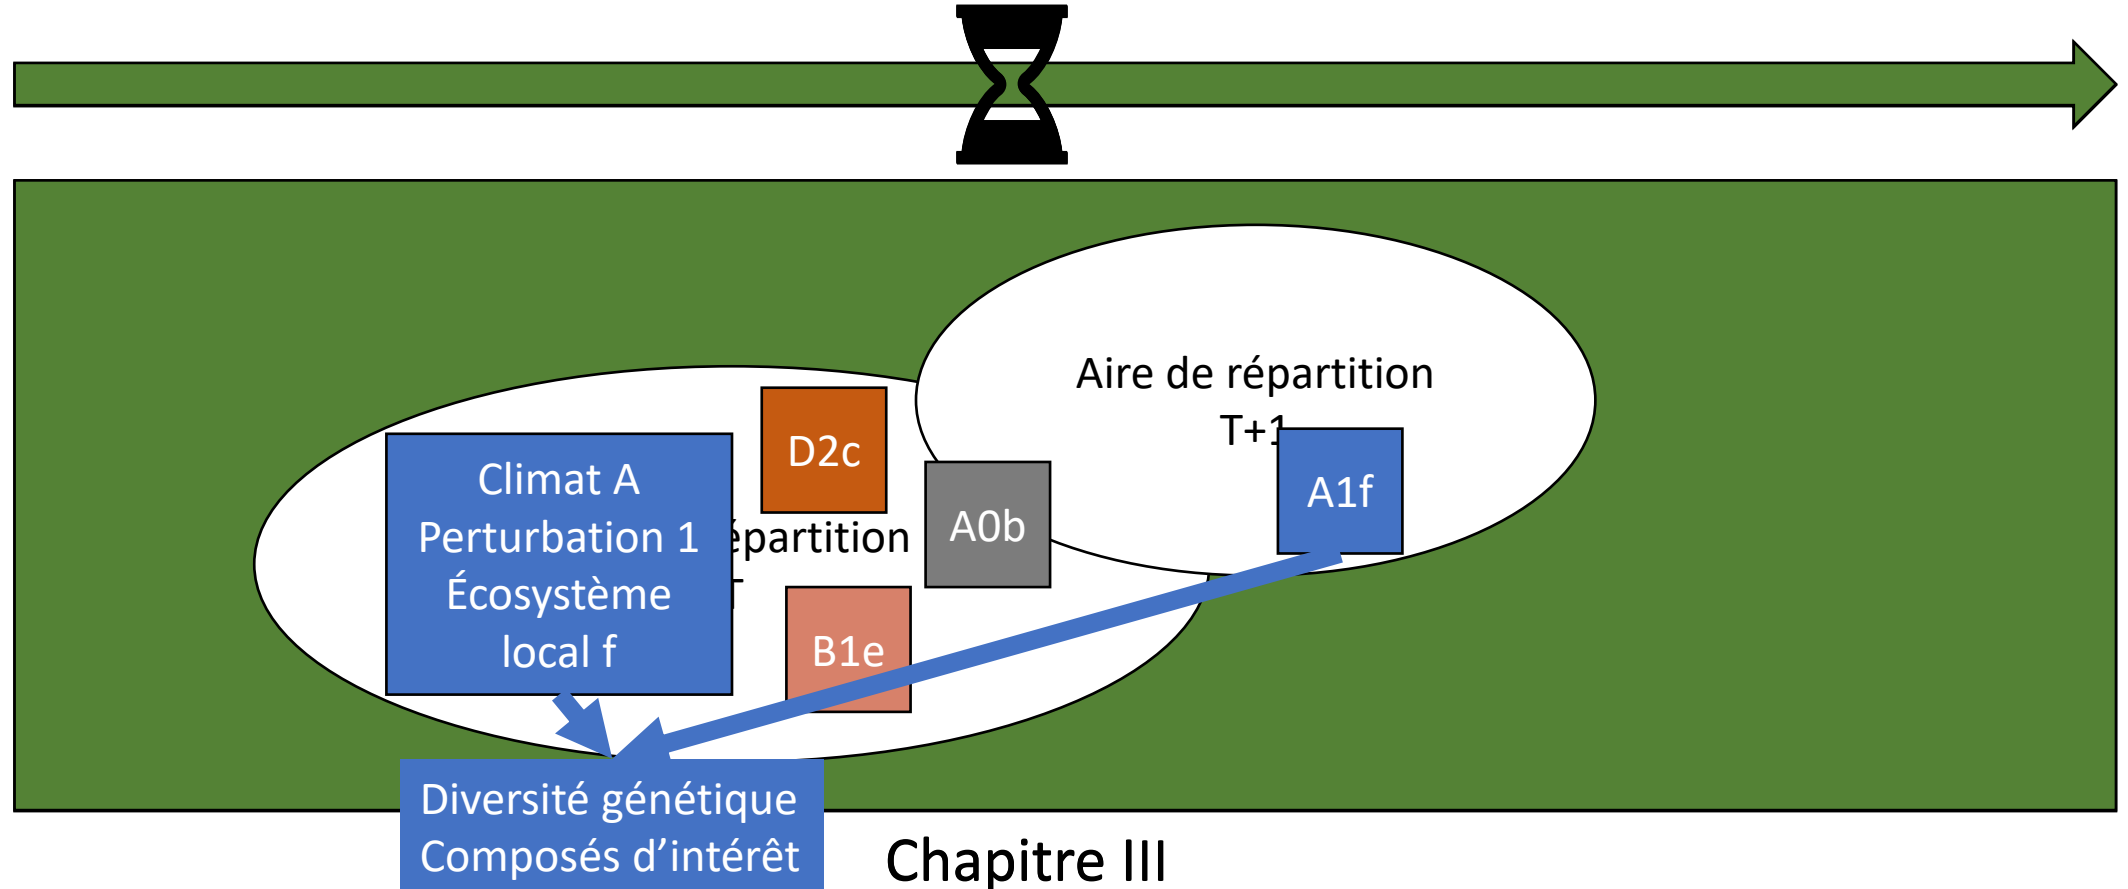 Aire de répartition
T+1
D2c
Climat A
Perturbation 1
Écosystème
local f
épartition
T
A0b
A1f
B1e
Diversité génétique
Composés d’intérêt
Chapitre III